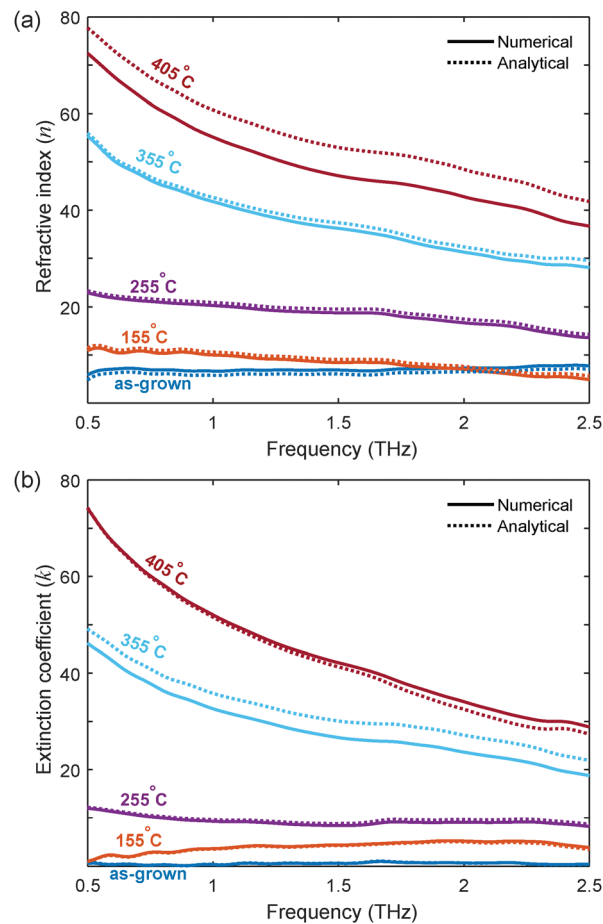 (a)
80
60
40
20
Refractive index (n)
Numerical
Analytical
405°C
355°C
255°C
155°C
as-grown
0.5 1 1.5 2 2.5
Frequency (THz)
(b)
80
60
40
20
Extinction coefficient (k)
Numerical
Analytical
405°C
355°C
255°C
155°C
as-grown
0.5 1 1.5 2 2.5
Frequency (THz)